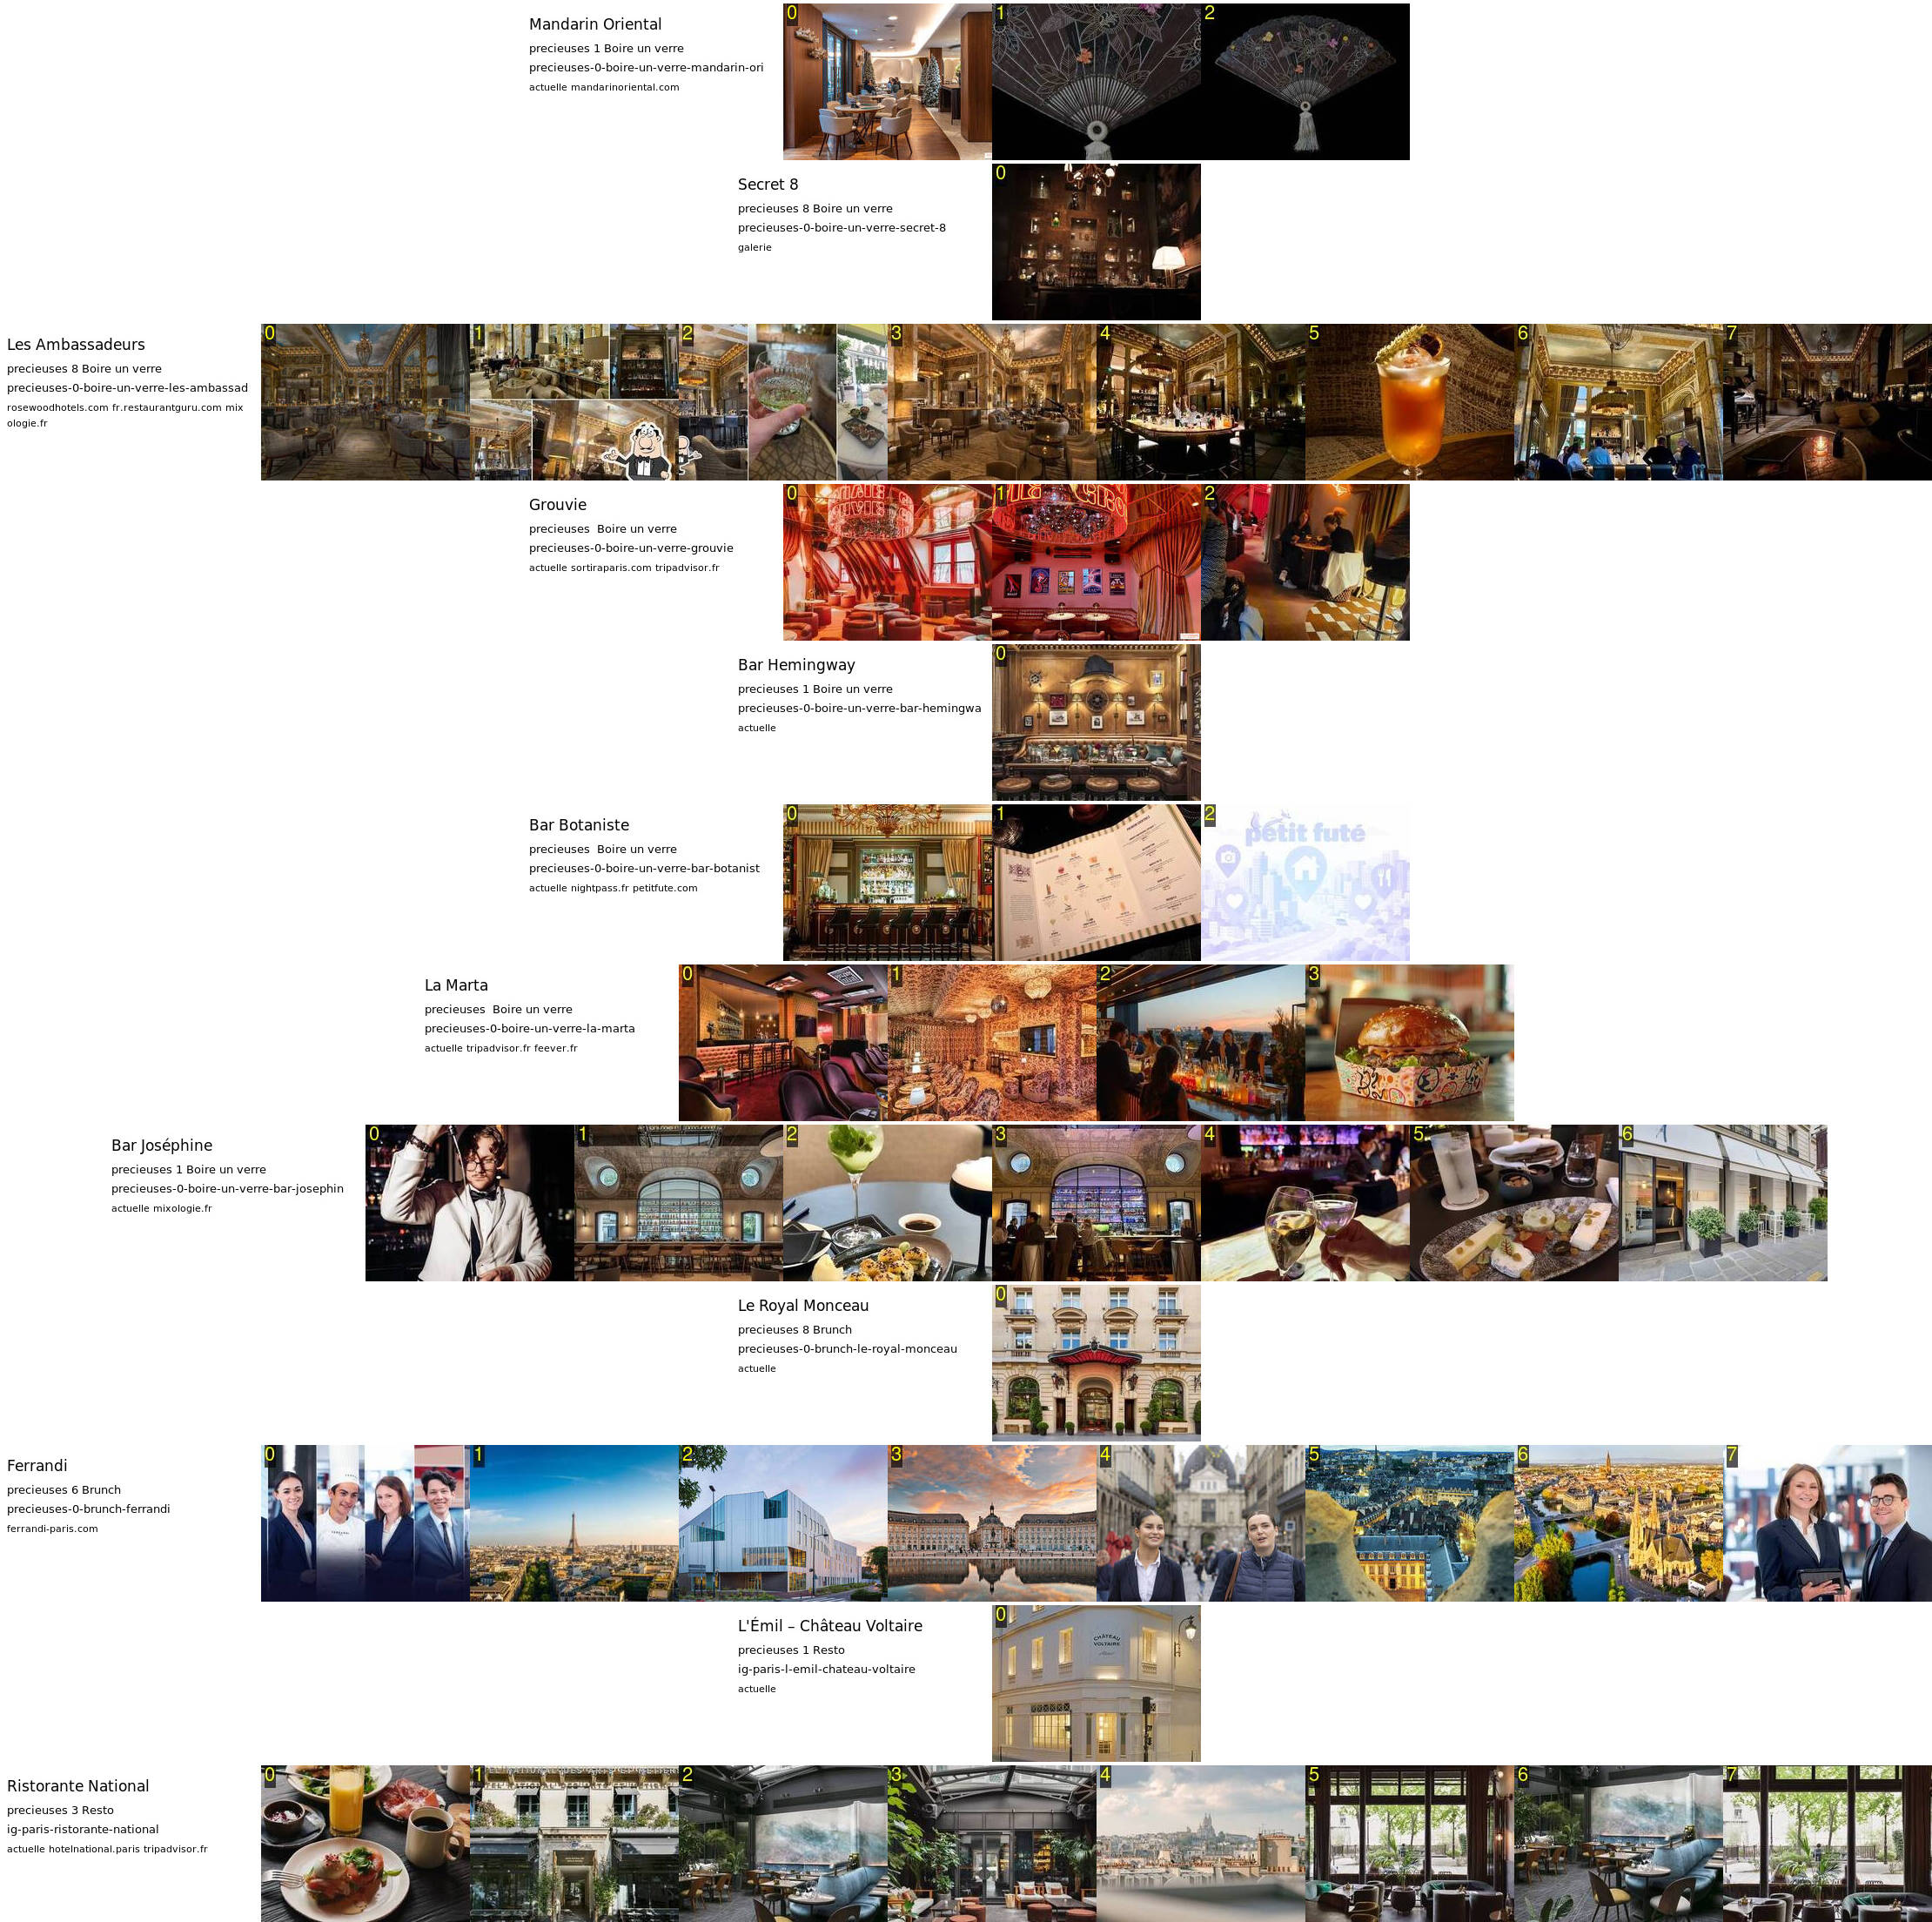 Mandarin Oriental
precieuses 1 Boire un verre
precieuses-0-boire-un-verre-mandarin-ori
actuelle mandarinoriental.com
0
1
2
Secret 8
precieuses 8 Boire un verre
precieuses-0-boire-un-verre-secret-8
galerie
0
Les Ambassadeurs
precieuses 8 Boire un verre
precieuses-0-boire-un-verre-les-ambassad
rosewoodhotels.com fr.restaurantguru.com mix
ologie.fr
0
1
2
3
4
5
6
7
Grouvie
precieuses  Boire un verre
precieuses-0-boire-un-verre-grouvie
actuelle sortiraparis.com tripadvisor.fr
0
1
2
Bar Hemingway
precieuses 1 Boire un verre
precieuses-0-boire-un-verre-bar-hemingwa
actuelle
0
Bar Botaniste
precieuses  Boire un verre
precieuses-0-boire-un-verre-bar-botanist
actuelle nightpass.fr petitfute.com
0
1
2
petit futé
La Marta
precieuses  Boire un verre
precieuses-0-boire-un-verre-la-marta
actuelle tripadvisor.fr feever.fr
0
1
2
3
Bar Joséphine
precieuses 1 Boire un verre
precieuses-0-boire-un-verre-bar-josephin
actuelle mixologie.fr
0
1
2
3
4
5
6
Le Royal Monceau
precieuses 8 Brunch
precieuses-0-brunch-le-royal-monceau
actuelle
0
Ferrandi
precieuses 6 Brunch
precieuses-0-brunch-ferrandi
ferrandi-paris.com
0
1
2
3
4
5
6
7
L'Émil – Château Voltaire
precieuses 1 Resto
ig-paris-l-emil-chateau-voltaire
actuelle
0
CHÂTEAU
VOLTAIRE
Ristorante National
precieuses 3 Resto
ig-paris-ristorante-national
actuelle hotelnational.paris tripadvisor.fr
0
1
2
3
4
5
6
7